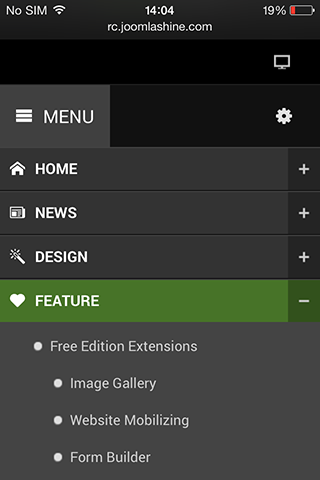 No SIM 14:04 19%
rc.joomlashine.com
MENU
HOME +
NEWS +
DESIGN +
FEATURE −
Free Edition Extensions
Image Gallery
Website Mobilizing
Form Builder